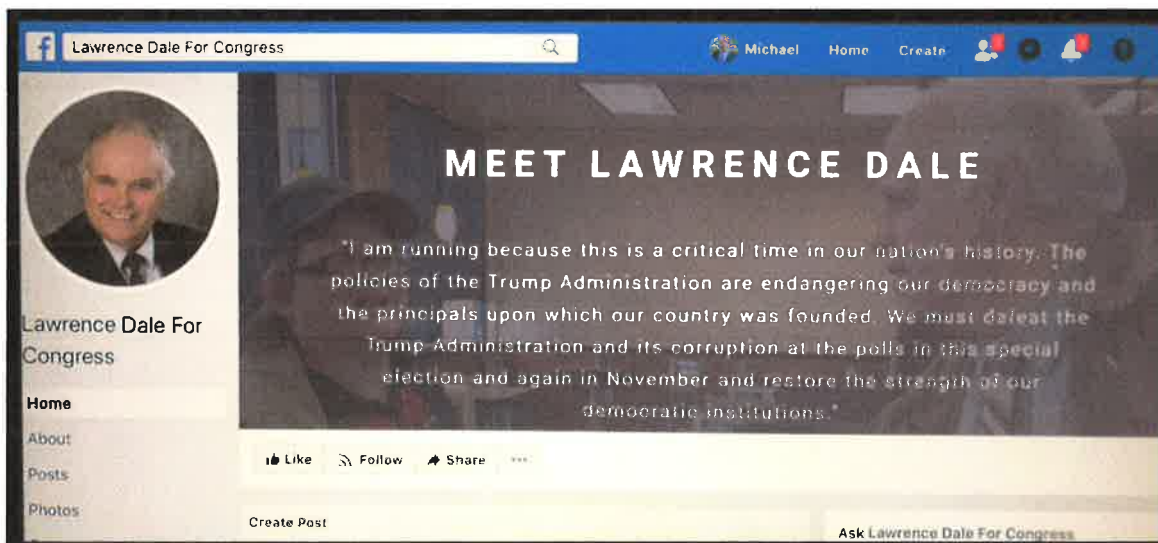 f
Lawrence Dale For Congress
Michael Home Create
MEET LAWRENCE DALE
"I am running because this is a critical time in our nation's history. The
policies of the Trump Administration are endangering our democracy and
the principals upon which our country was founded. We must defeat the
Trump Administration and its corruption at the polls in this special
election and again in November and restore the strength of our
democratic institutions."
Lawrence Dale For
Congress
Home
About
Posts
Photos
Like Follow Share
Create Post
Ask Lawrence Dale For Congress